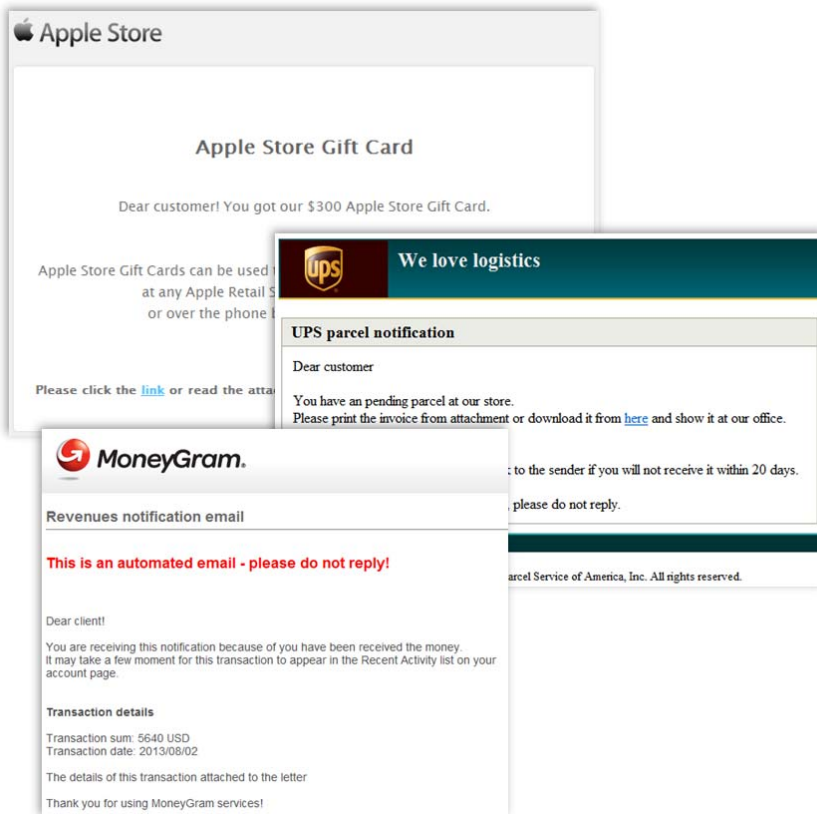 Apple Store
Apple Store Gift Card
Dear customer! You got our $300 Apple Store Gift Card.
Apple Store Gift Cards can be used
at any Apple Retail
or over the phone
Please click the link or read the
ups
We love logistics
UPS parcel notification
Dear customer
You have an pending parcel at our store.
Please print the invoice from attachment or download it from here and show it at our office.
to the sender if you will not receive it within 20 days.
, please do not reply.
Service of America, Inc. All rights reserved.
MoneyGram.
Revenues notification email
This is an automated email - please do not reply!
Dear client!
You are receiving this notification because of you have been received the money.
It may take a few moment for this transaction to appear in the Recent Activity list on your
account page.
Transaction details
Transaction sum: 5640 USD
Transaction date: 2013/08/02
The details of this transaction attached to the letter
Thank you for using MoneyGram services!